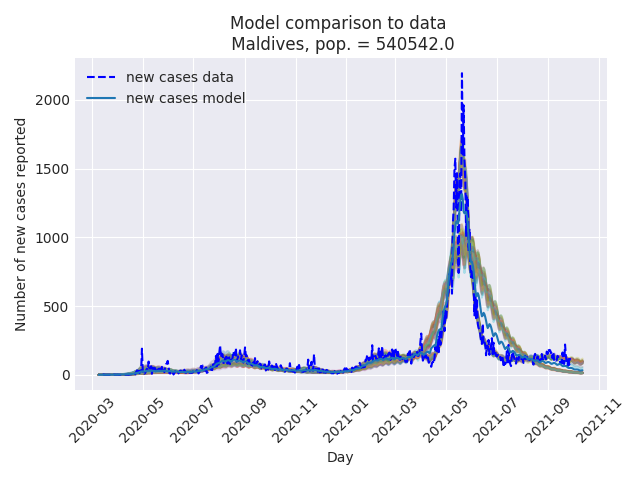 Model comparison to data
Maldives, pop. = 540542.0
new cases data
new cases model
Number of new cases reported
2000
1500
1000
500
0
2020-03
2020-05
2020-07
2020-09
2020-11
2021-01
2021-03
2021-05
2021-07
2021-09
2021-11
Day